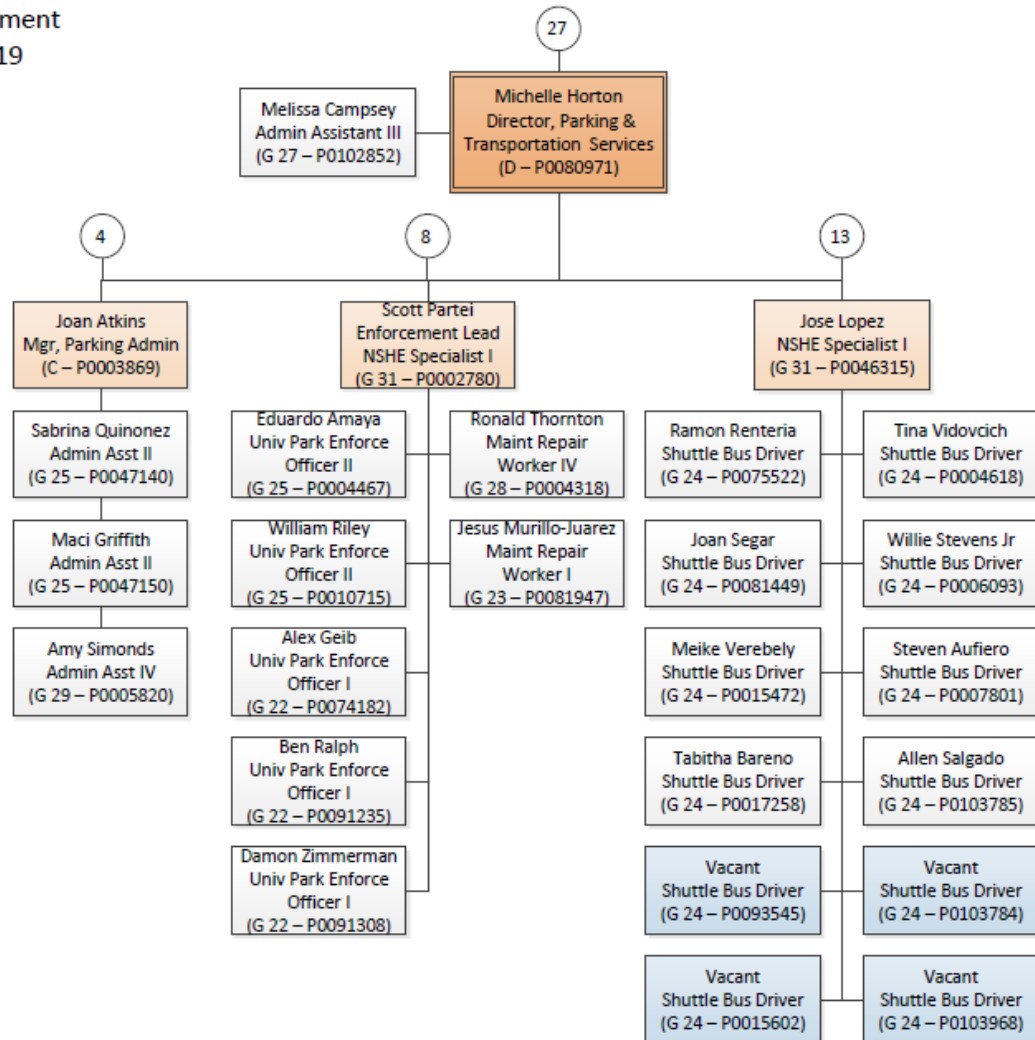 ment
19
27
Melissa Campsey
Admin Assistant III
(G 27 – P0102852)
Michelle Horton
Director, Parking &
Transportation Services
(D – P0080971)
4
8
13
Joan Atkins
Mgr, Parking Admin
(C – P0003869)
Scott Partei
Enforcement Lead
NSHE Specialist I
(G 31 – P0002780)
Jose Lopez
NSHE Specialist I
(G 31 – P0046315)
Sabrina Quinonez
Admin Asst II
(G 25 – P0047140)
Maci Griffith
Admin Asst II
(G 25 – P0047150)
Amy Simonds
Admin Asst IV
(G 29 – P0005820)
Eduardo Amaya
Univ Park Enforce
Officer II
(G 25 – P0004467)
Ronald Thornton
Maint Repair
Worker IV
(G 28 – P0004318)
William Riley
Univ Park Enforce
Officer II
(G 25 – P0010715)
Jesus Murillo-Juarez
Maint Repair
Worker I
(G 23 – P0081947)
Alex Geib
Univ Park Enforce
Officer I
(G 22 – P0074182)
Ben Ralph
Univ Park Enforce
Officer I
(G 22 – P0091235)
Damon Zimmerman
Univ Park Enforce
Officer I
(G 22 – P0091308)
Ramon Renteria
Shuttle Bus Driver
(G 24 – P0075522)
Tina Vidovcich
Shuttle Bus Driver
(G 24 – P0004618)
Joan Segar
Shuttle Bus Driver
(G 24 – P0081449)
Willie Stevens Jr
Shuttle Bus Driver
(G 24 – P0006093)
Meike Verebely
Shuttle Bus Driver
(G 24 – P0015472)
Steven Aufiero
Shuttle Bus Driver
(G 24 – P0007801)
Tabitha Bareno
Shuttle Bus Driver
(G 24 – P0017258)
Allen Salgado
Shuttle Bus Driver
(G 24 – P0103785)
Vacant
Shuttle Bus Driver
(G 24 – P0093545)
Vacant
Shuttle Bus Driver
(G 24 – P0103784)
Vacant
Shuttle Bus Driver
(G 24 – P0015602)
Vacant
Shuttle Bus Driver
(G 24 – P0103968)